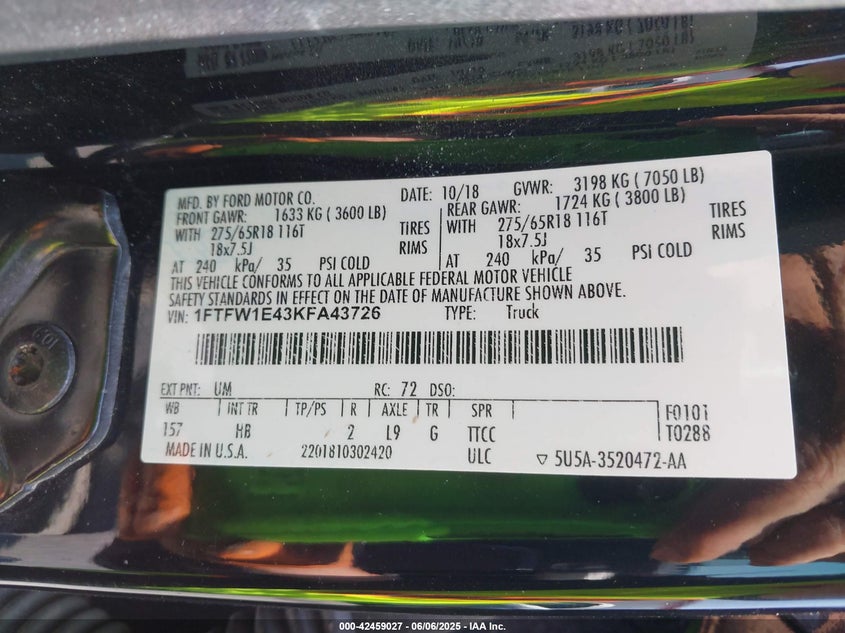 MFD. BY FORD MOTOR CO. DATE: 10/18 GVWR: 3198 KG ( 7050 LB)
FRONT GAWR: 1633 KG ( 3600 LB) REAR GAWR: 1724 KG ( 3800 LB)
WITH 275/65R18 116T TIRES WITH 275/65R18 116T TIRES
18x7.5J RIMS 18x7.5J RIMS
AT 240 kPa/ 35 PSI COLD AT 240 kPa/ 35 PSI COLD
THIS VEHICLE CONFORMS TO ALL APPLICABLE FEDERAL MOTOR VEHICLE
SAFETY STANDARDS IN EFFECT ON THE DATE OF MANUFACTURE SHOWN ABOVE.
VIN: 1FTFW1E43KFA43726 TYPE: Truck
EXT PNT: UM RC: 72 DSO:
WB INT TR TP/PS R AXLE TR SPR F0101
157 HB 2 L9 G TTCC T0288
MADE IN U.S.A. 2201810302420 ULC ▽ 5U5A-3520472-AA
000-42459027 - 06/06/2025 - IAA Inc.